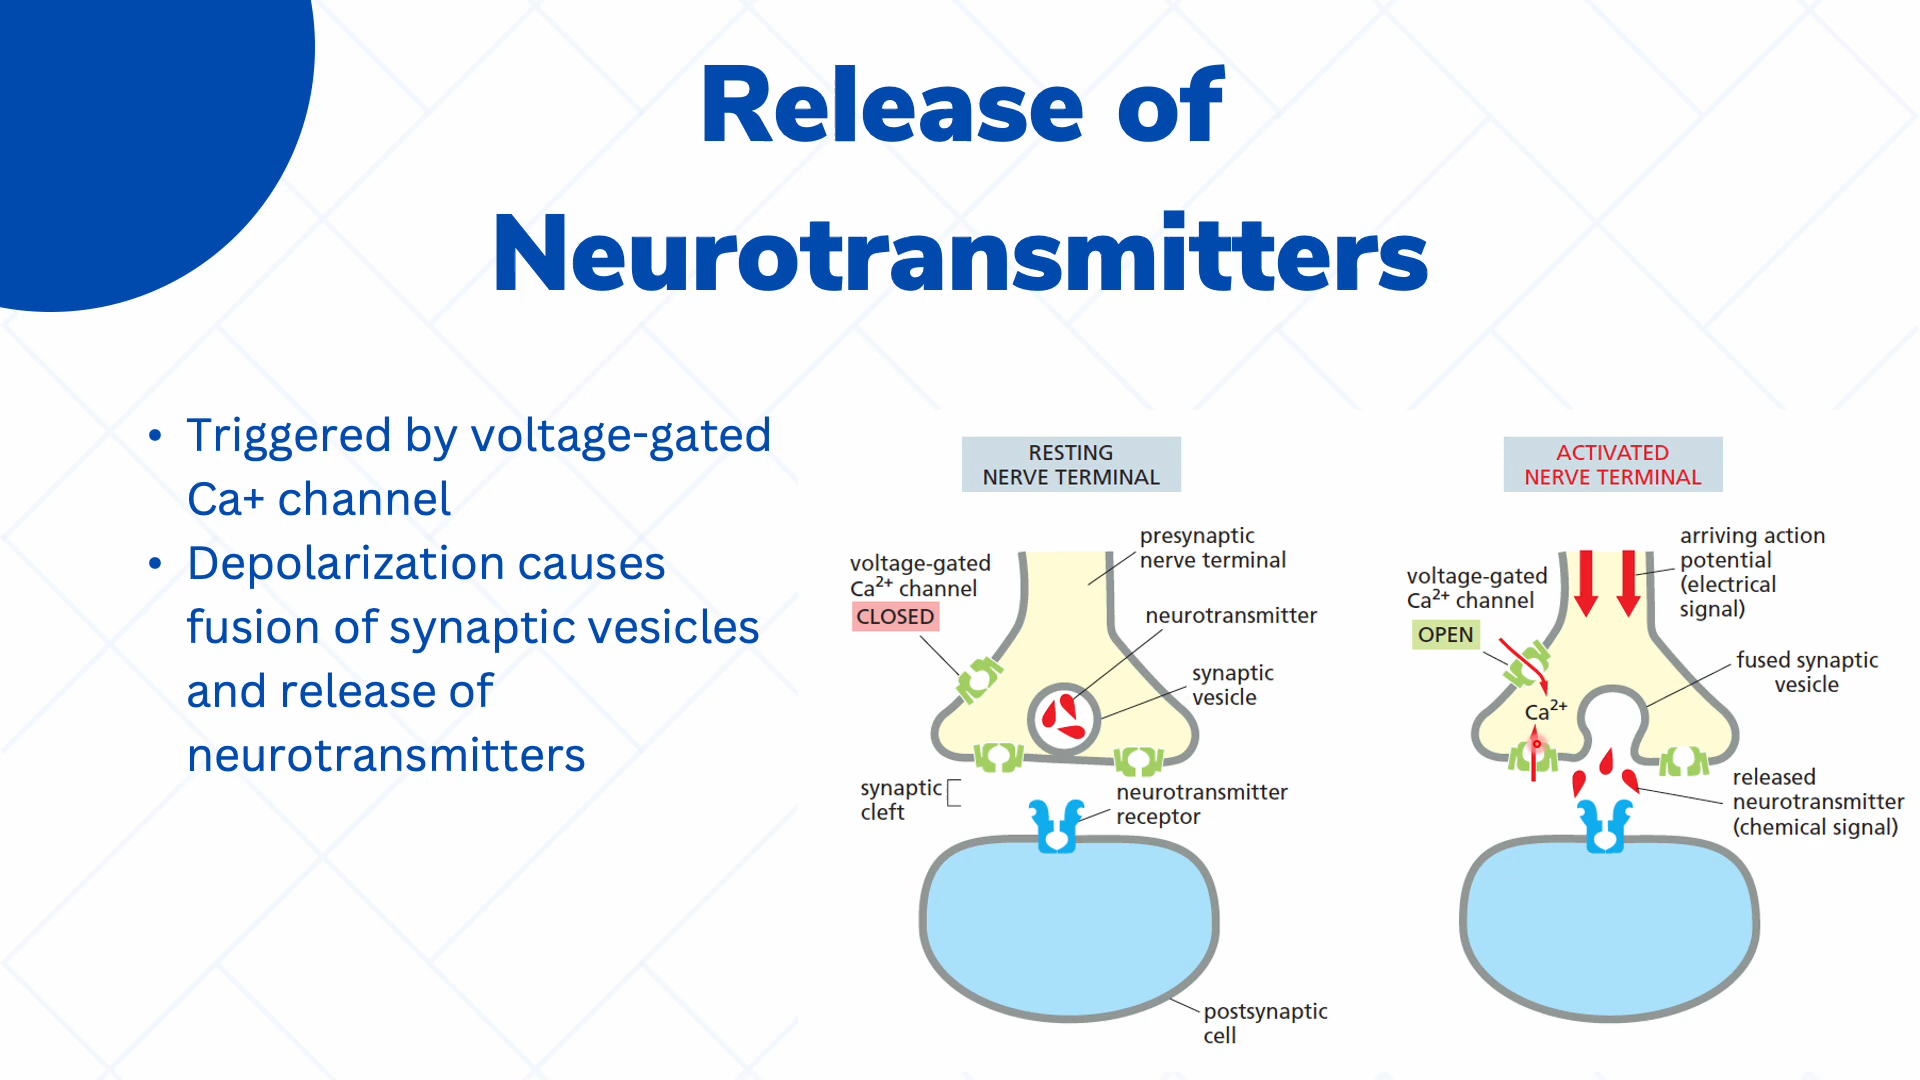 Release of
Neurotransmitters
• Triggered by voltage-gated
Ca+ channel
• Depolarization causes
fusion of synaptic vesicles
and release of
neurotransmitters
RESTING
NERVE TERMINAL
voltage-gated
Ca²⁺ channel
CLOSED
presynaptic
nerve terminal
neurotransmitter
synaptic
vesicle
synaptic
cleft
neurotransmitter
receptor
postsynaptic
cell
ACTIVATED
NERVE TERMINAL
voltage-gated
Ca²⁺ channel
OPEN
arriving action
potential
(electrical
signal)
fused synaptic
vesicle
Ca²⁺
released
neurotransmitter
(chemical signal)